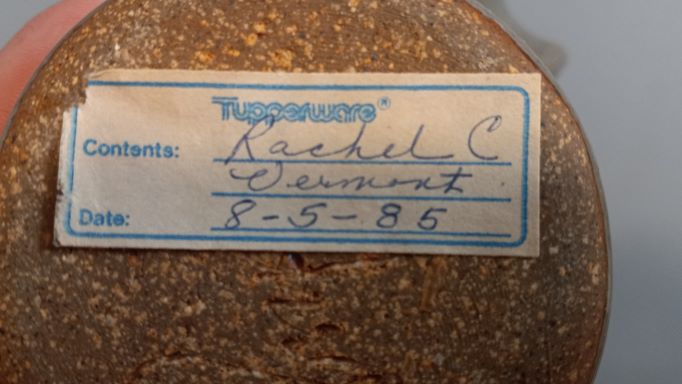 Tupperware®
Contents: Rachel C
Vermont
Date: 8-5-85